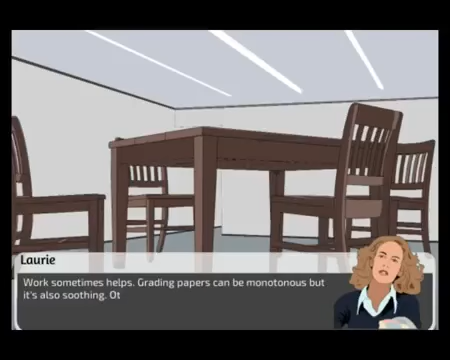 Laurie
Work sometimes helps. Grading papers can be monotonous but
it's also soothing. Ot